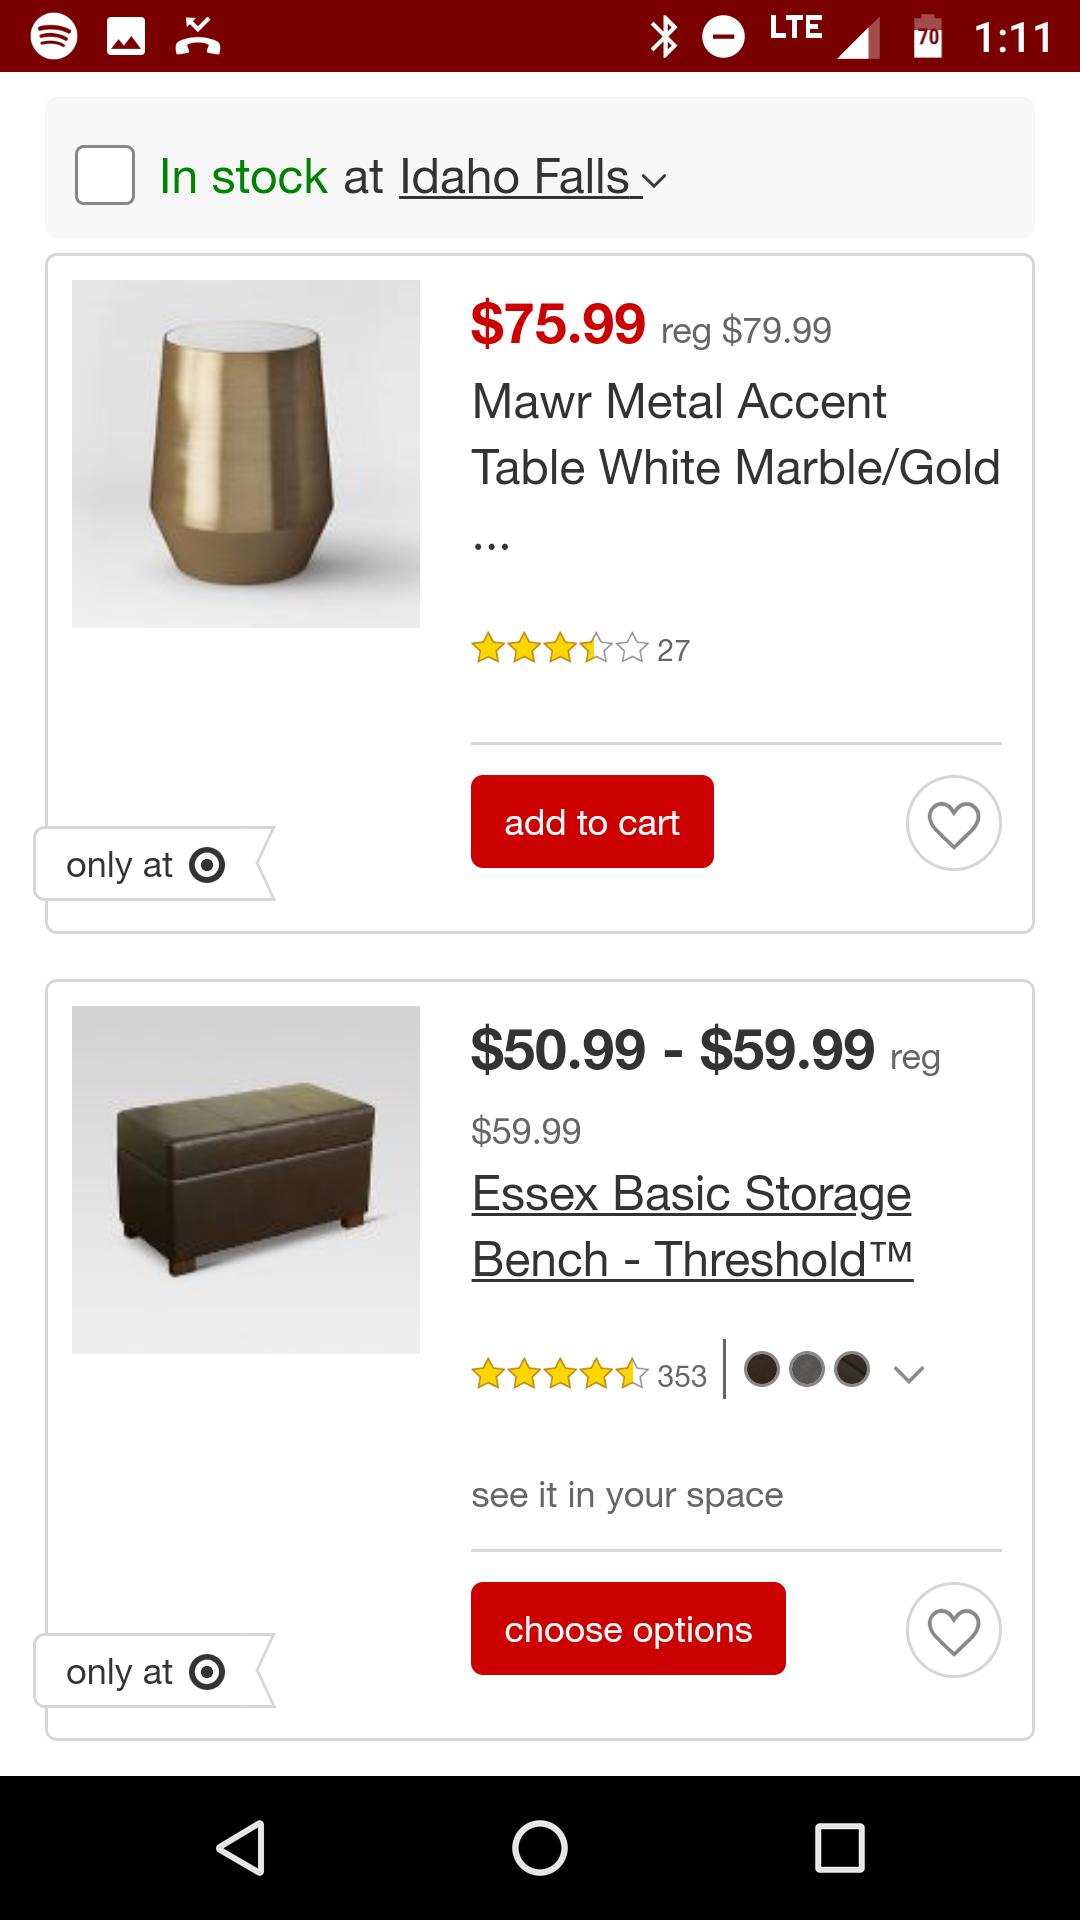 LTE 70 1:11
In stock at Idaho Falls
$75.99 reg $79.99
Mawr Metal Accent
Table White Marble/Gold
...
27
add to cart
only at
$50.99 - $59.99 reg
$59.99
Essex Basic Storage
Bench - Threshold™
353
see it in your space
choose options
only at